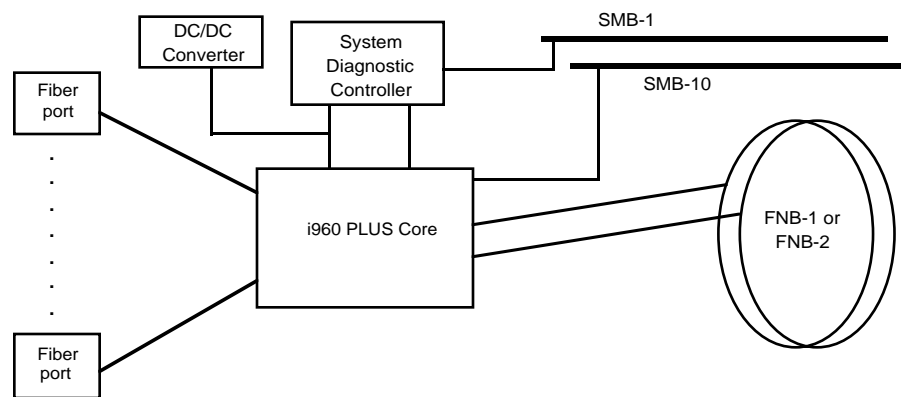 SMB-1
DC/DC
Converter
System
Diagnostic
Controller
SMB-10
Fiber
port
i960 PLUS Core
FNB-1 or
FNB-2
Fiber
port